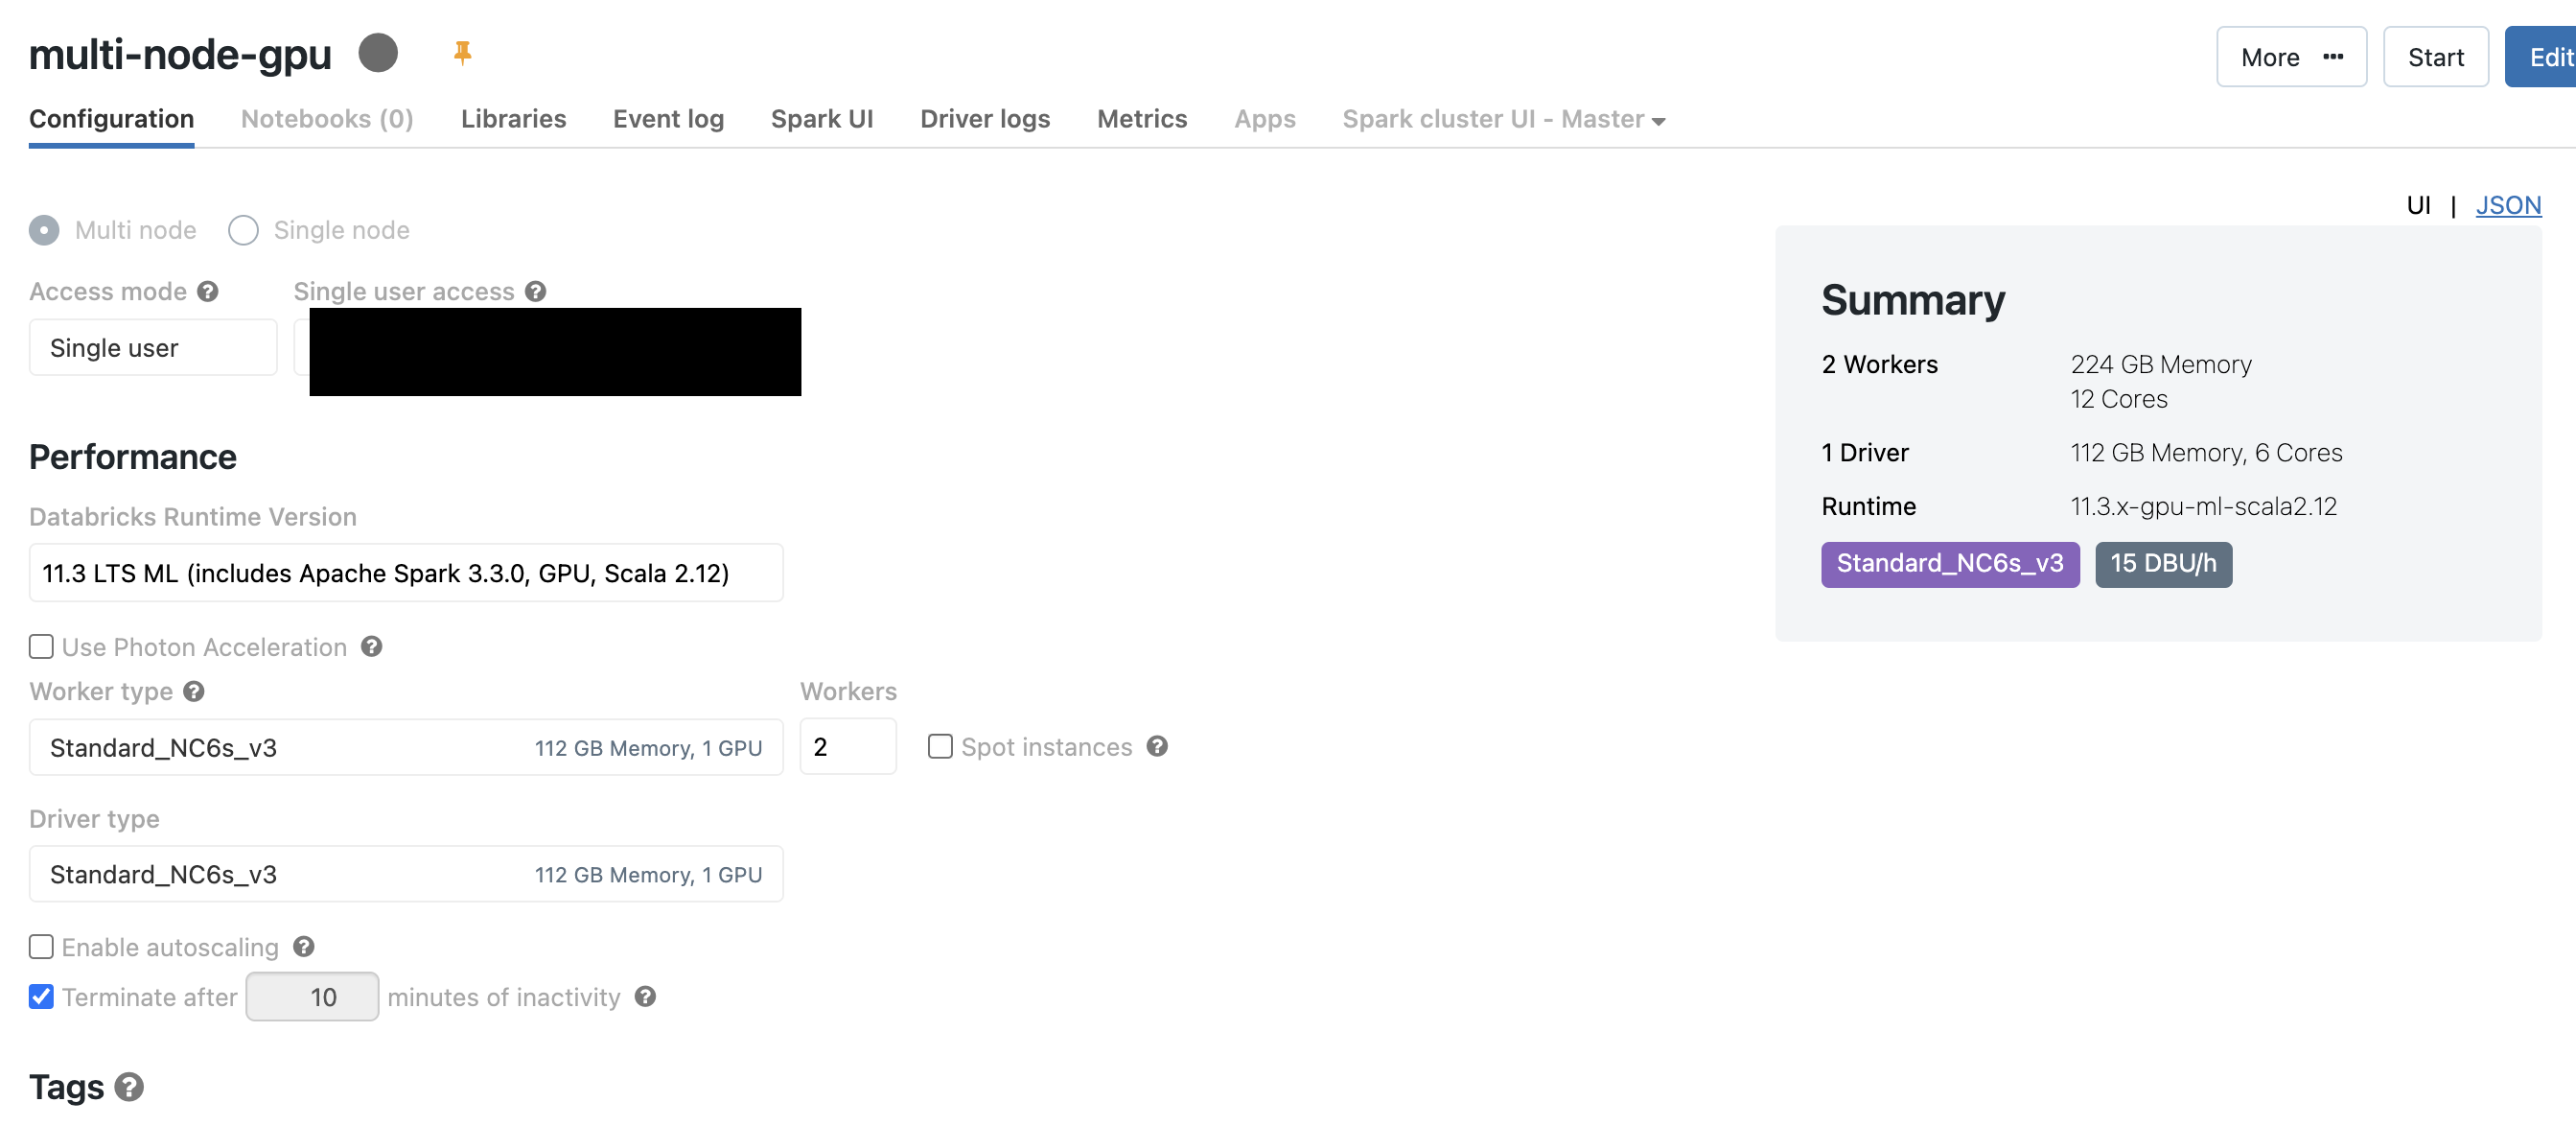 multi-node-gpu
More ··· Start Edit
Configuration Notebooks (0) Libraries Event log Spark UI Driver logs Metrics Apps Spark cluster UI - Master
UI | JSON
Multi node Single node
Access mode ? Single user access ?
Single user
Performance
Databricks Runtime Version
11.3 LTS ML (includes Apache Spark 3.3.0, GPU, Scala 2.12)
Use Photon Acceleration ?
Worker type ? Workers
Standard_NC6s_v3 112 GB Memory, 1 GPU 2 Spot instances ?
Driver type
Standard_NC6s_v3 112 GB Memory, 1 GPU
Enable autoscaling ?
Terminate after 10 minutes of inactivity ?
Tags ?
Summary
2 Workers 224 GB Memory
12 Cores
1 Driver 112 GB Memory, 6 Cores
Runtime 11.3.x-gpu-ml-scala2.12
Standard_NC6s_v3 15 DBU/h